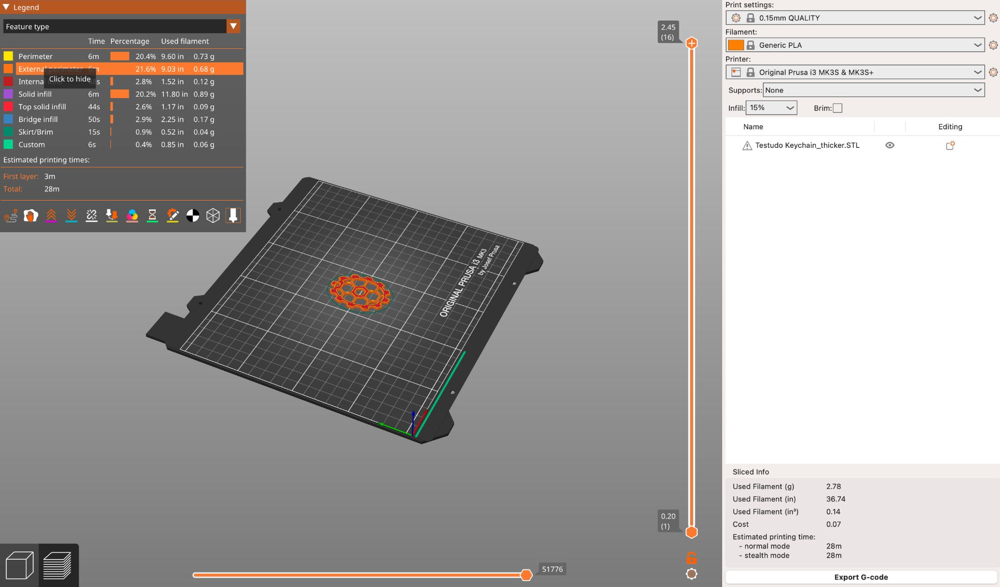 Legend
Feature type
Time Percentage Used filament
Perimeter 6m 20.4% 9.60 in 0.73 g
External perimeter 6m 21.6% 9.03 in 0.68 g
Click to hide
Internal 2.8% 1.52 in 0.12 g
Solid infill 6m 20.2% 11.80 in 0.89 g
Top solid infill 44s 2.6% 1.17 in 0.09 g
Bridge infill 50s 2.9% 2.25 in 0.17 g
Skirt/Brim 15s 0.9% 0.52 in 0.04 g
Custom 6s 0.4% 0.85 in 0.06 g
Estimated printing times:
First layer: 3m
Total: 28m
2.45
(16)
ORIGINAL PRUSA i3 MK3
by Josef Prusa
0.20
(1)
51776
Print settings:
0.15mm QUALITY
Filament:
Generic PLA
Printer:
Original Prusa i3 MK3S & MK3S+
Supports: None
Infill: 15% Brim:
Name Editing
Testudo Keychain_thicker.STL
Sliced Info
Used Filament (g) 2.78
Used Filament (in) 36.74
Used Filament (in³) 0.14
Cost 0.07
Estimated printing time:
- normal mode 28m
- stealth mode 28m
Export G-code